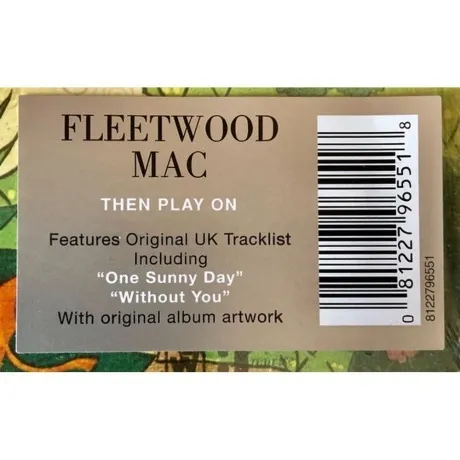 FLEETWOOD
MAC
THEN PLAY ON
Features Original UK Tracklist
Including
“One Sunny Day”
“Without You”
With original album artwork
0 81227 96551 8
8122796551